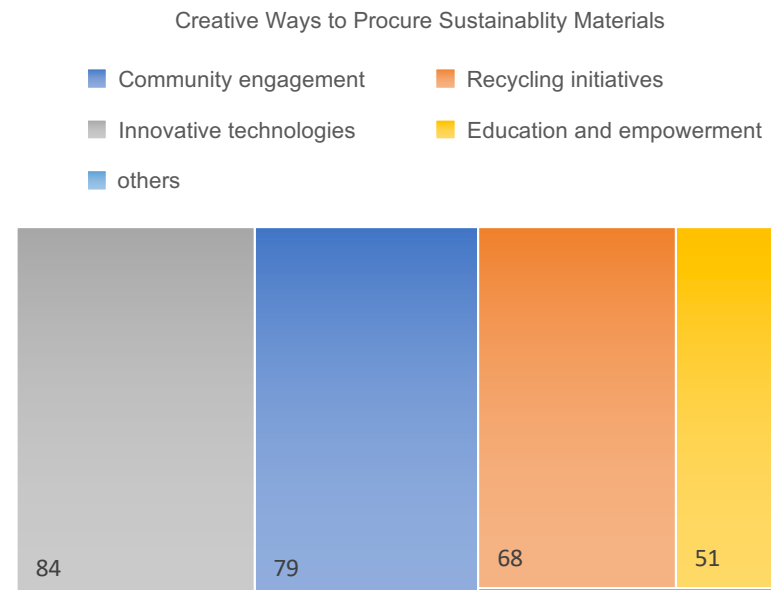 Creative Ways to Procure Sustainablity Materials
Community engagement
Recycling initiatives
Innovative technologies
Education and empowerment
others
84
79
68
51